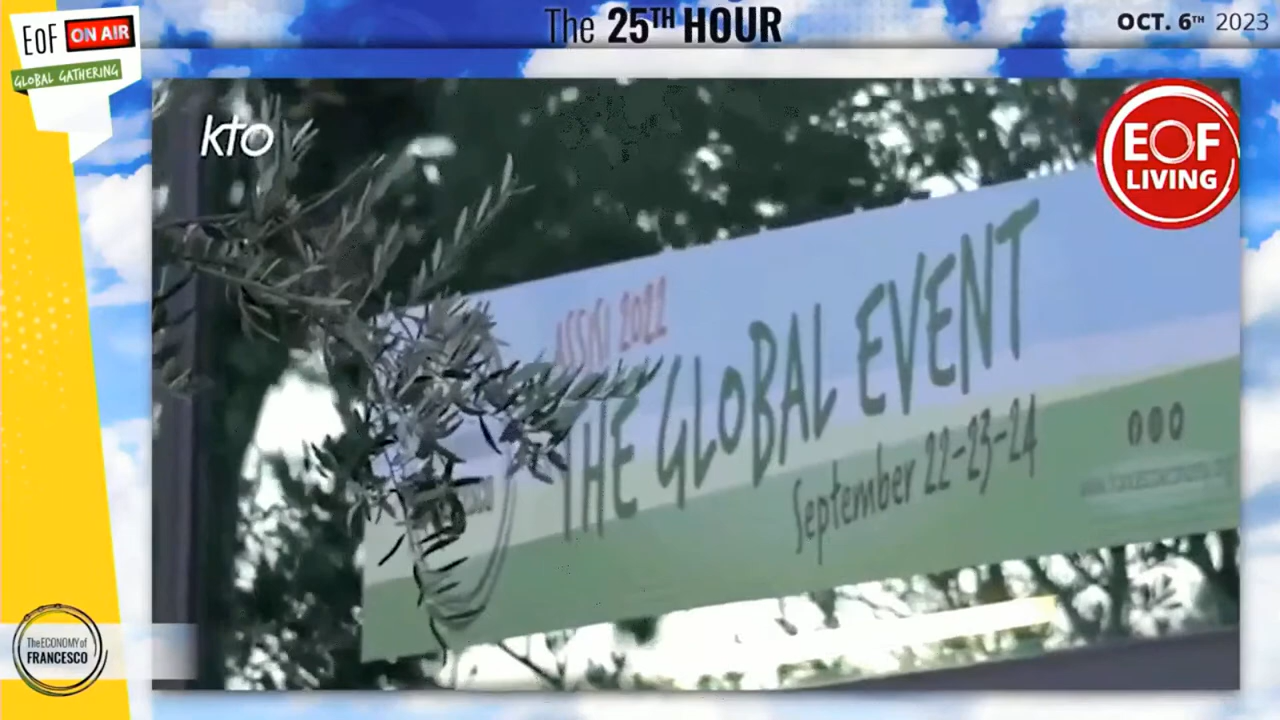 EoF ON AIR
GLOBAL GATHERING
The 25TH HOUR
OCT. 6TH 2023
kto
EOF
LIVING
ASSISI 2022
THE GLOBAL EVENT
September 22-23-24
The ECONOMY of
FRANCESCO